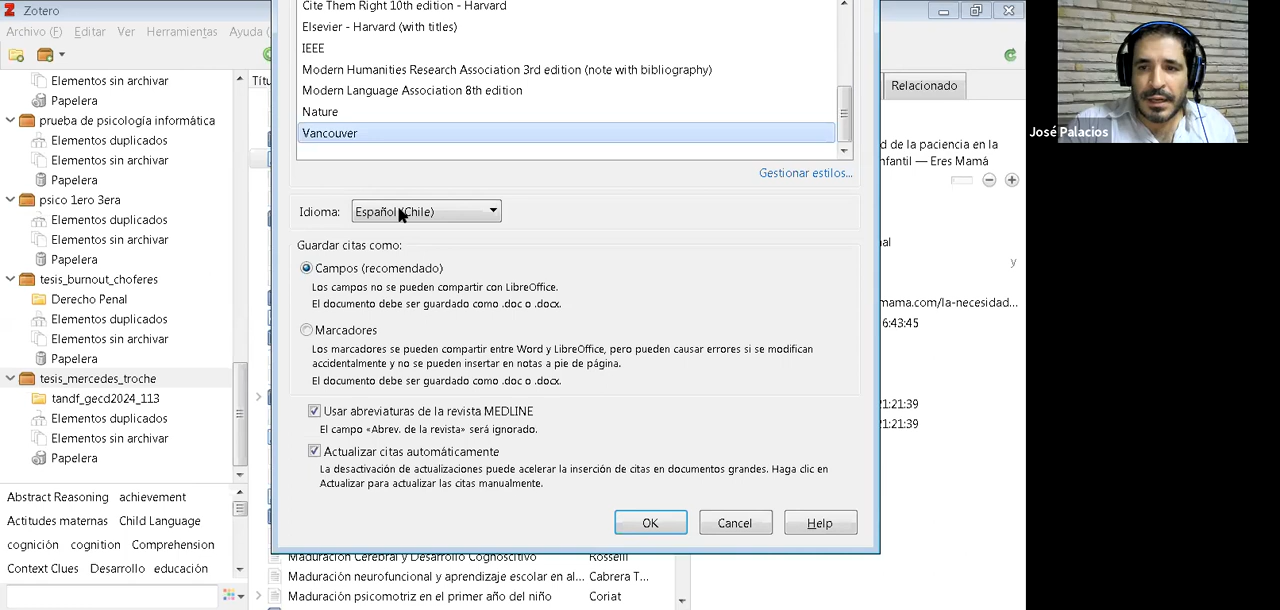 Zotero
Archivo (F) Editar Ver Herramientas Ayuda (
Elementos sin archivar
Papelera
prueba de psicología informática
Elementos duplicados
Elementos sin archivar
Papelera
psico 1ero 3era
Elementos duplicados
Elementos sin archivar
Papelera
tesis_burnout_choferes
Derecho Penal
Elementos duplicados
Elementos sin archivar
Papelera
tesis_mercedes_troche
tandf_gecd2024_113
Elementos duplicados
Elementos sin archivar
Papelera
Abstract Reasoning achievement
Actitudes maternas Child Language
cognición cognition Comprehension
Context Clues Desarrollo educación
Títu
Cite Them Right 10th edition - Harvard
Elsevier - Harvard (with titles)
IEEE
Modern Humanities Research Association 3rd edition (note with bibliography)
Modern Language Association 8th edition
Nature
Vancouver
Gestionar estilos...
Idioma: Español (Chile)
Guardar citas como:
Campos (recomendado)
Los campos no se pueden compartir con LibreOffice.
El documento debe ser guardado como .doc o .docx.
Marcadores
Los marcadores se pueden compartir entre Word y LibreOffice, pero pueden causar errores si se modifican
accidentalmente y no se pueden insertar en notas a pie de página.
El documento debe ser guardado como .doc o .docx.
Usar abreviaturas de la revista MEDLINE
El campo «Abrev. de la revista» será ignorado.
Actualizar citas automáticamente
La desactivación de actualizaciones puede acelerar la inserción de citas en documentos grandes. Haga clic en
Actualizar para actualizar las citas manualmente.
OK Cancel Help
Maduración Cerebral y Desarrollo Cognoscitivo Rosselli
Maduración neurofuncional y aprendizaje escolar en al... Cabrera T...
Maduración psicomotriz en el primer año del niño Coriat
Relacionado
d de la paciencia en la
nfantil — Eres Mamá
al
y
mama.com/la-necesidad...
6:43:45
21:21:39
21:21:39
José Palacios